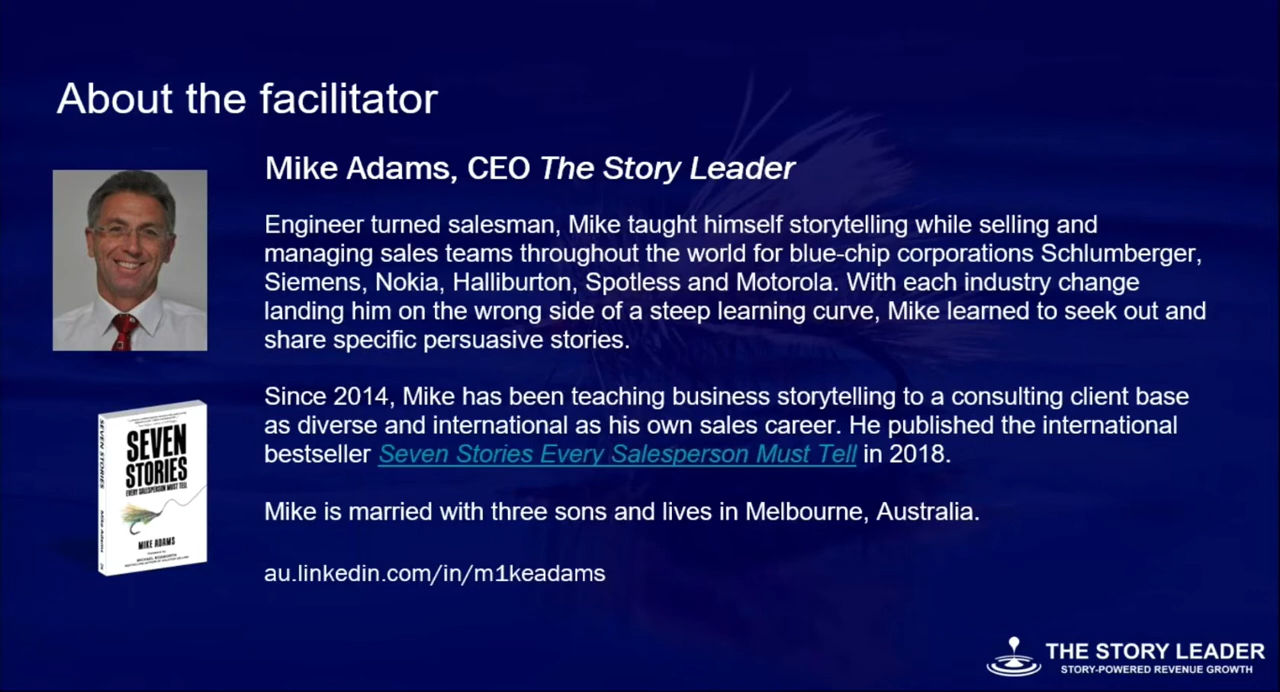 About the facilitator
Mike Adams, CEO The Story Leader
Engineer turned salesman, Mike taught himself storytelling while selling and
managing sales teams throughout the world for blue-chip corporations Schlumberger,
Siemens, Nokia, Halliburton, Spotless and Motorola. With each industry change
landing him on the wrong side of a steep learning curve, Mike learned to seek out and
share specific persuasive stories.
Since 2014, Mike has been teaching business storytelling to a consulting client base
as diverse and international as his own sales career. He published the international
bestseller Seven Stories Every Salesperson Must Tell in 2018.
Mike is married with three sons and lives in Melbourne, Australia.
au.linkedin.com/in/m1keadams
SEVEN STORIES
MIKE ADAMS
SEVEN
STORIES
EVERY SALESPERSON MUST TELL
MIKE ADAMS
THE STORY LEADER
STORY-POWERED REVENUE GROWTH